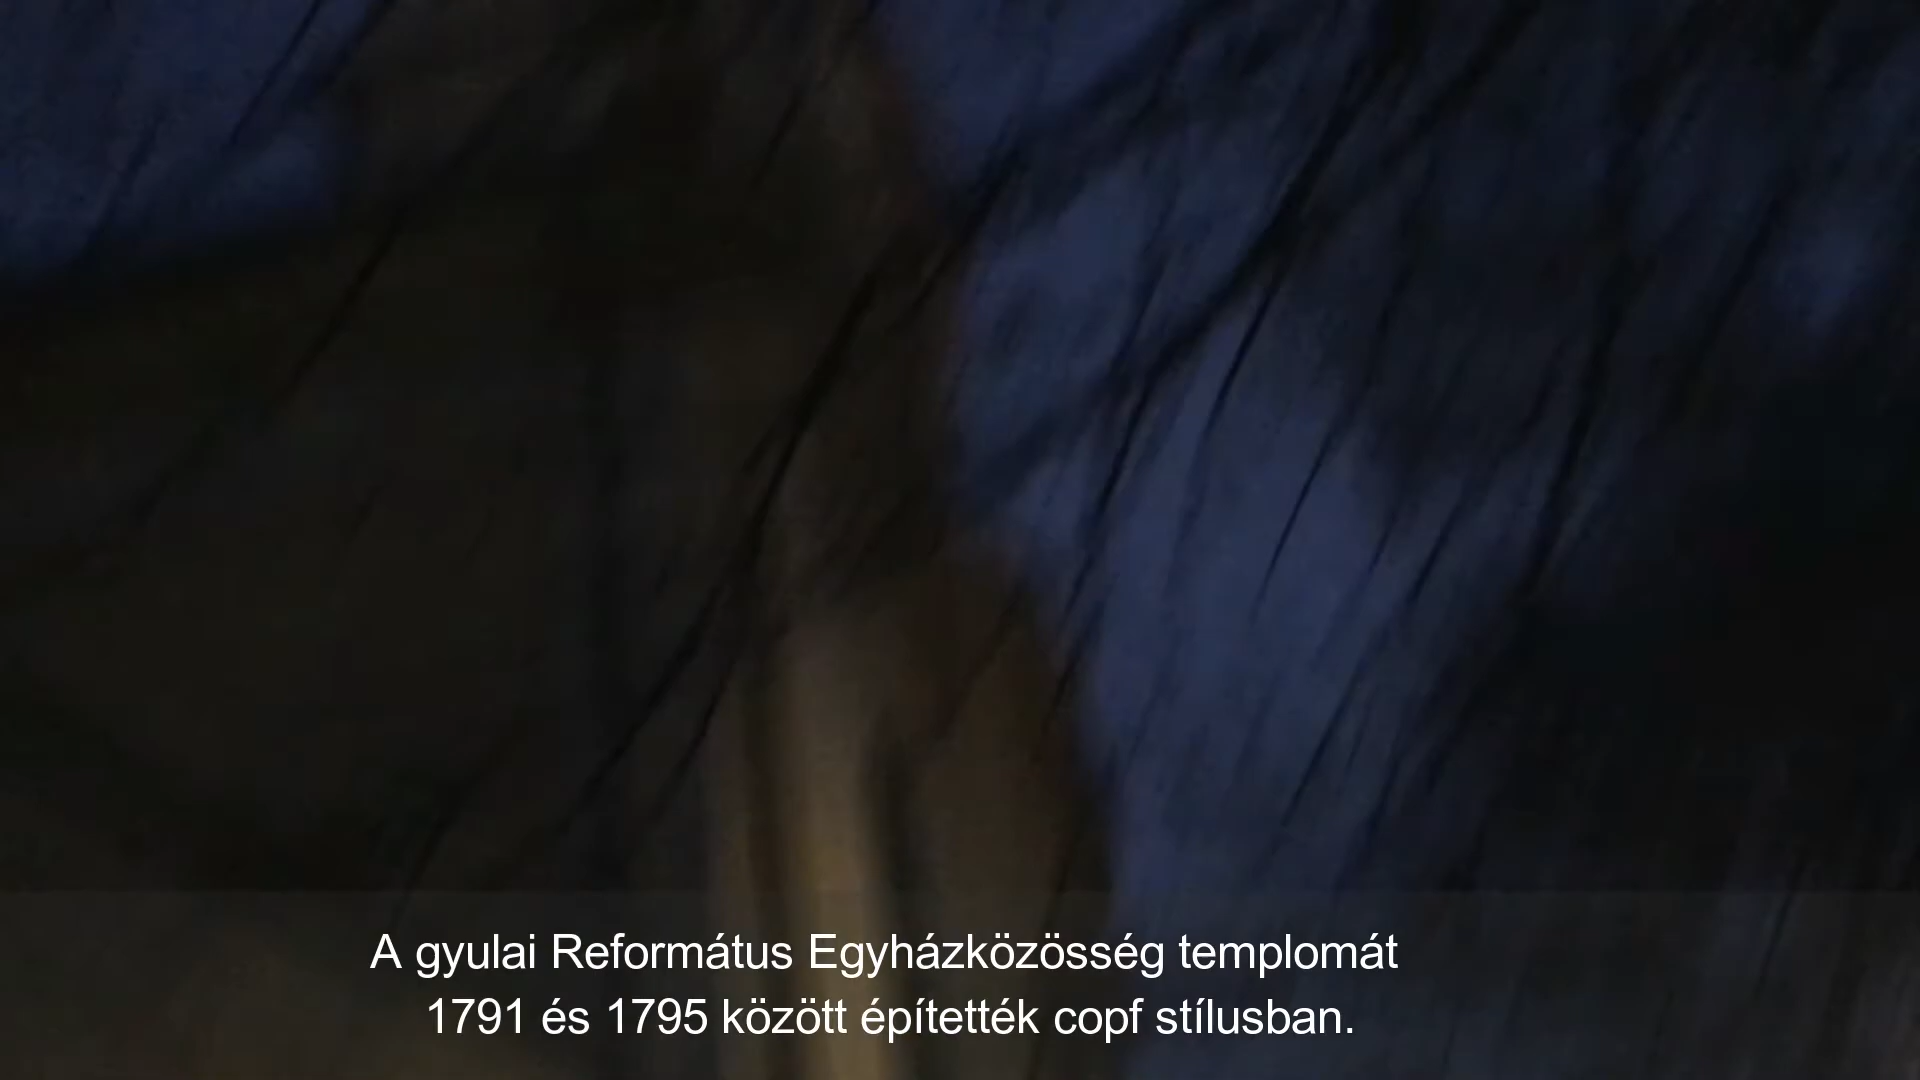 A gyulai Református Egyházközösség templomát
1791 és 1795 között építették copf stílusban.